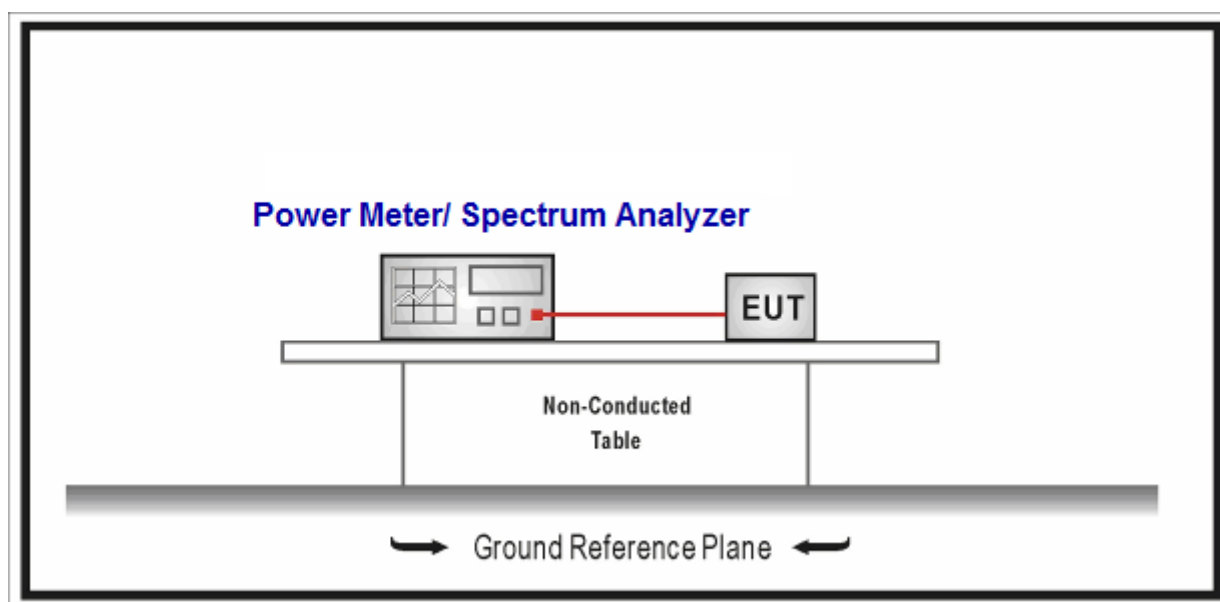 Power Meter/ Spectrum Analyzer
EUT
Non-Conducted
Table
Ground Reference Plane